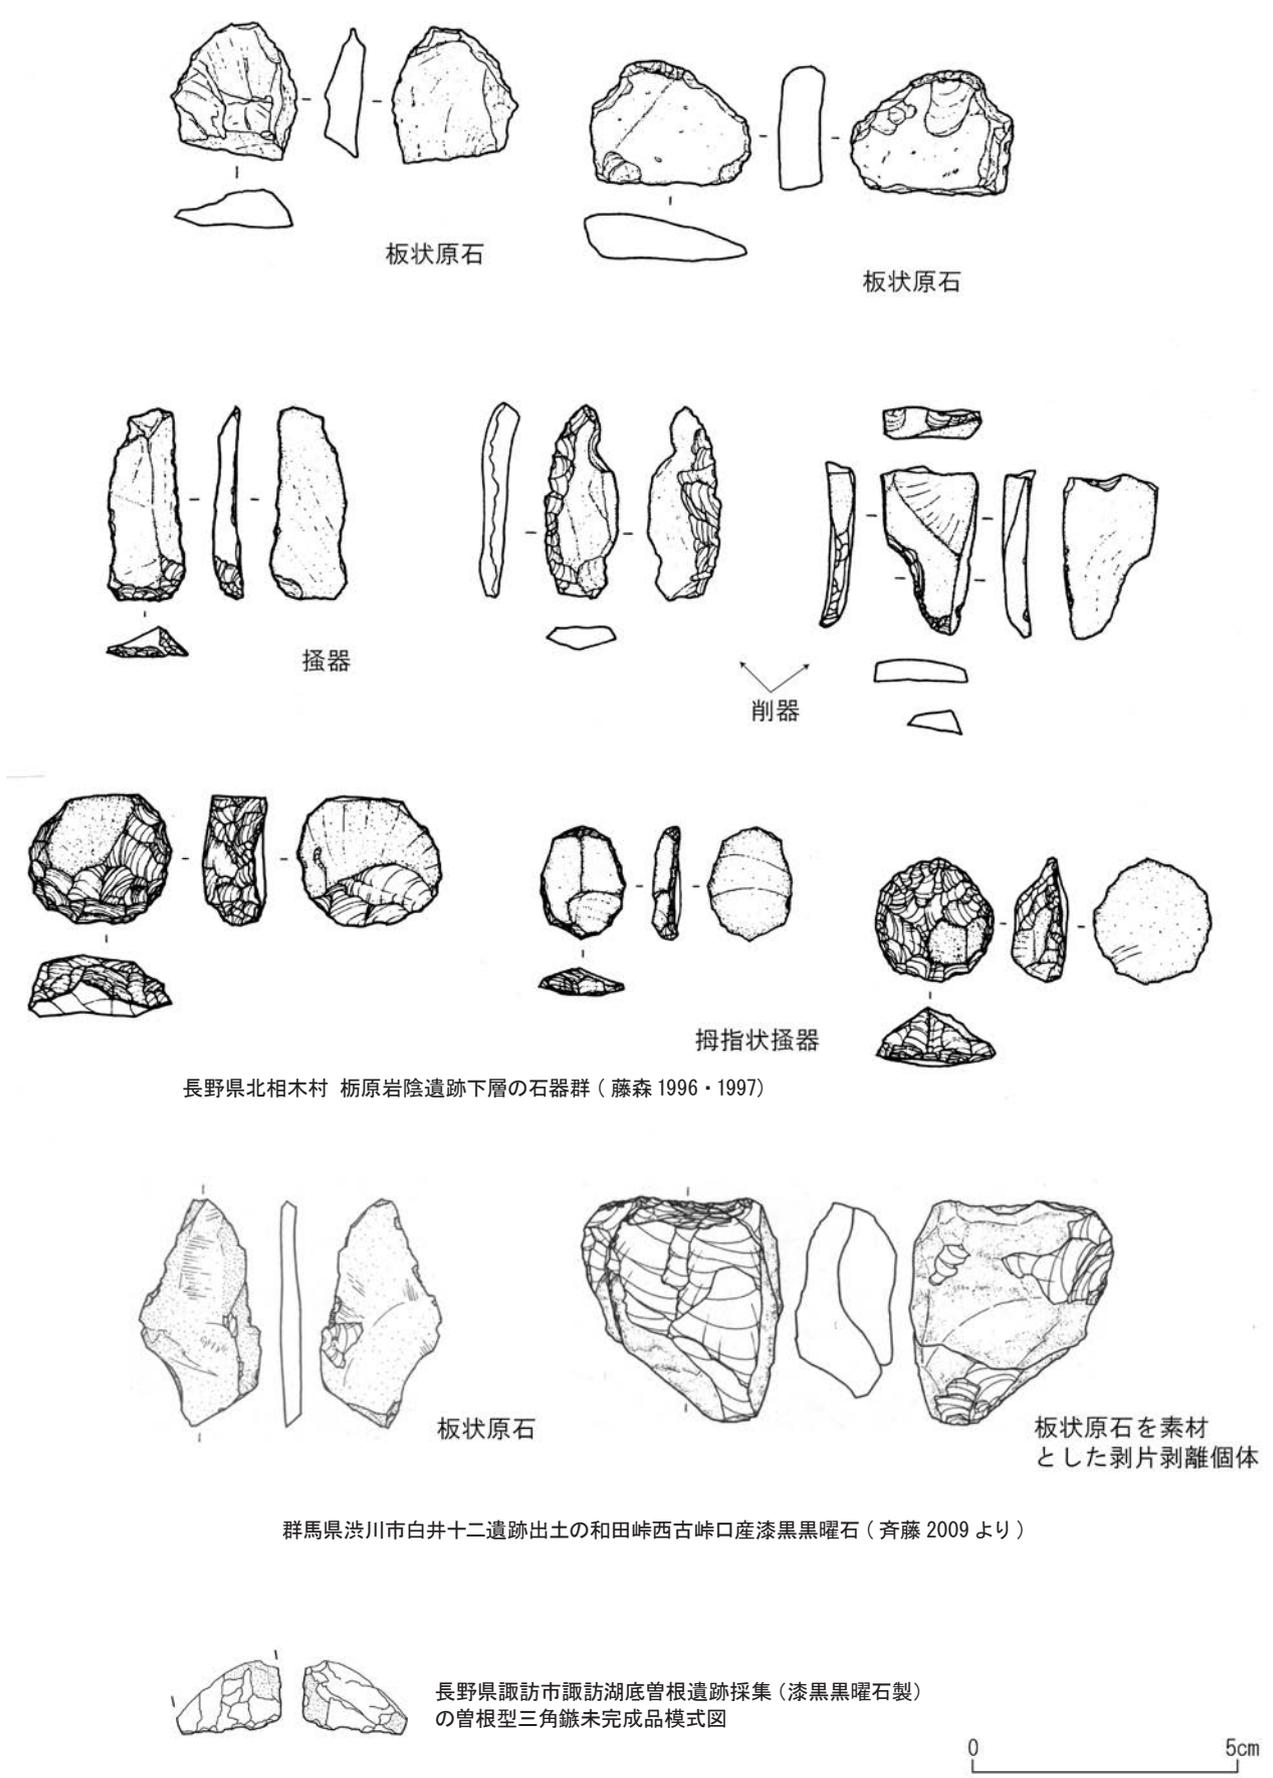 板状原石
板状原石
掻器
削器
拇指状掻器
長野県北相木村 栃原岩陰遺跡下層の石器群 ( 藤森 1996・1997)
板状原石
板状原石を素材
とした剥片剥離個体
群馬県渋川市白井十二遺跡出土の和田峠西古峠口産漆黒黒曜石 ( 斉藤 2009 より )
長野県諏訪市諏訪湖底曽根遺跡採集 (漆黒黒曜石製)
の曽根型三角鏃未完成品模式図
0 5cm